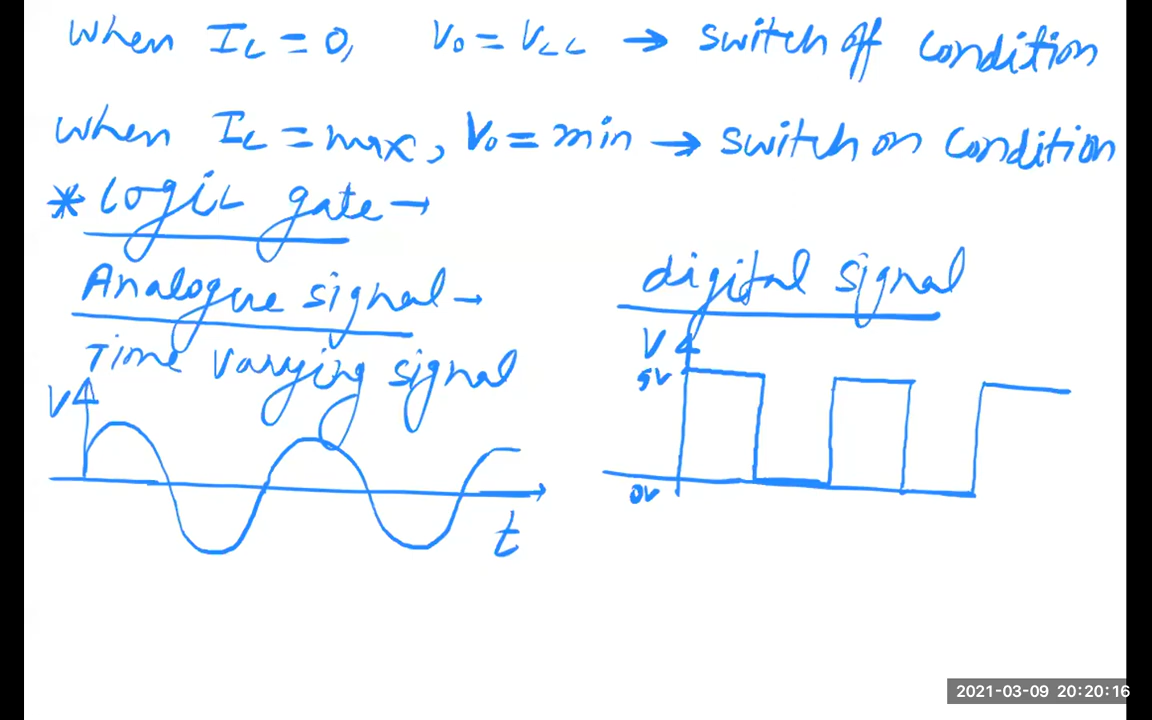 When Ic = 0, Vo = Vcc → switch off condition
When Ic = max, Vo = min → switch on condition
* Logic gate →
Analogue signal →
Time varying signal
V
t
digital signal
V
5V
0V
2021-03-09 20:20:16